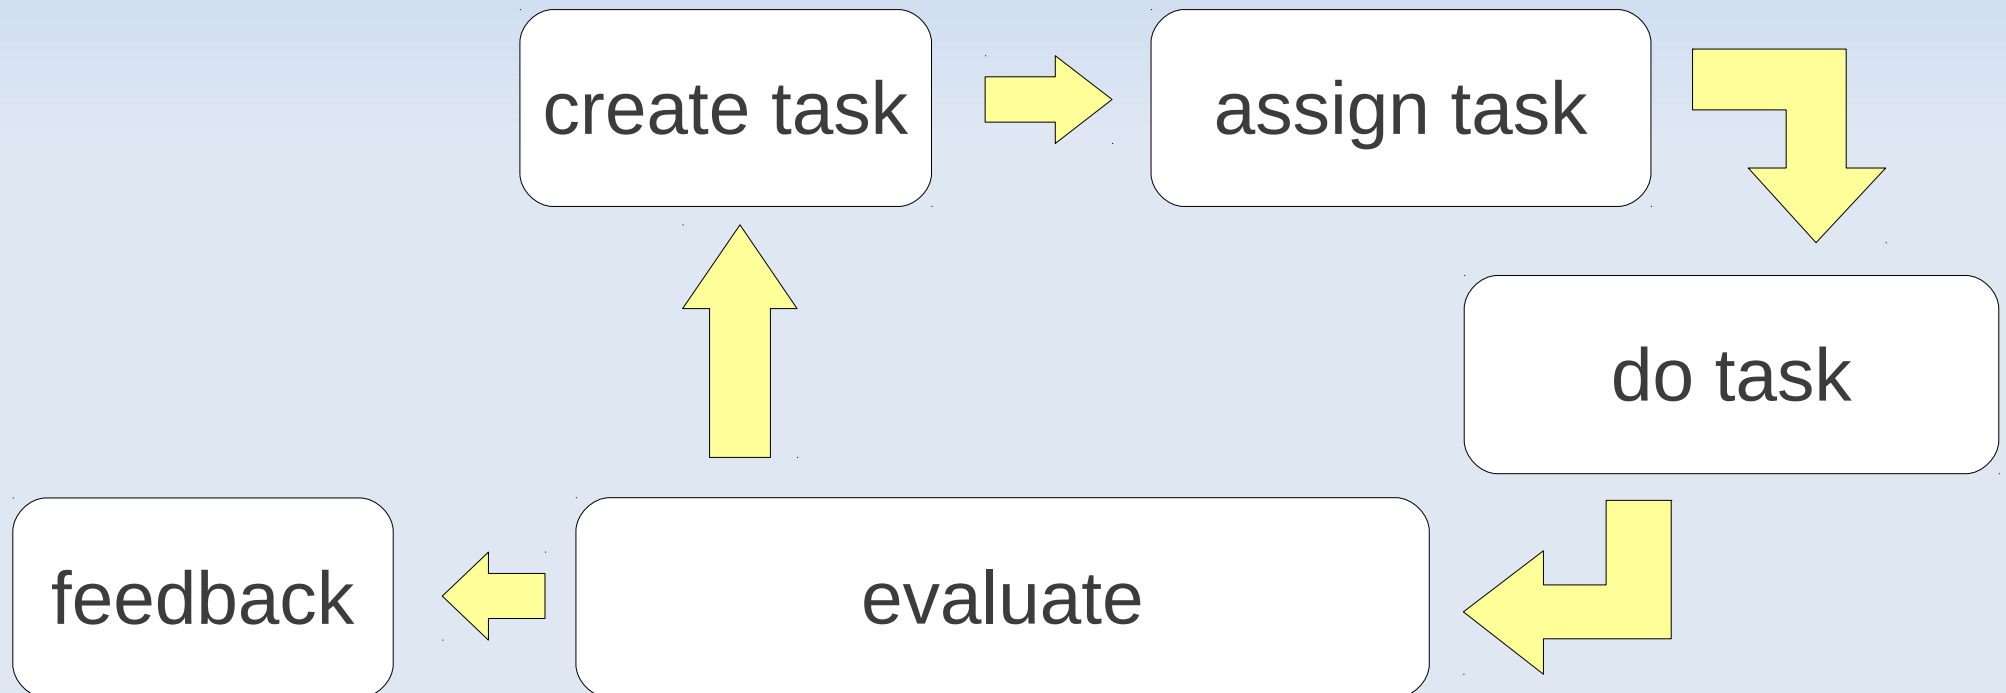 create task
assign task
do task
feedback
evaluate